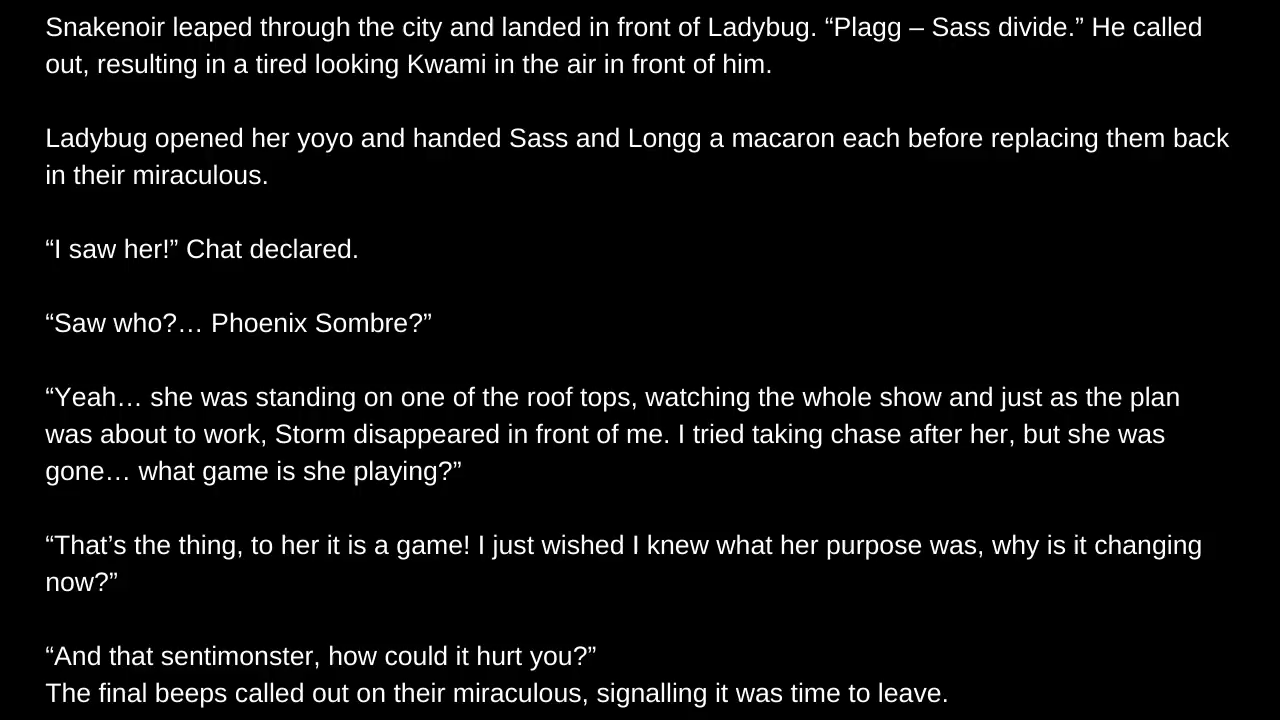 Snakenoir leaped through the city and landed in front of Ladybug. “Plagg – Sass divide.” He called
out, resulting in a tired looking Kwami in the air in front of him.
Ladybug opened her yoyo and handed Sass and Longg a macaron each before replacing them back
in their miraculous.
“I saw her!” Chat declared.
“Saw who?… Phoenix Sombre?”
“Yeah… she was standing on one of the roof tops, watching the whole show and just as the plan
was about to work, Storm disappeared in front of me. I tried taking chase after her, but she was
gone… what game is she playing?”
“That’s the thing, to her it is a game! I just wished I knew what her purpose was, why is it changing
now?”
“And that sentimonster, how could it hurt you?”
The final beeps called out on their miraculous, signalling it was time to leave.